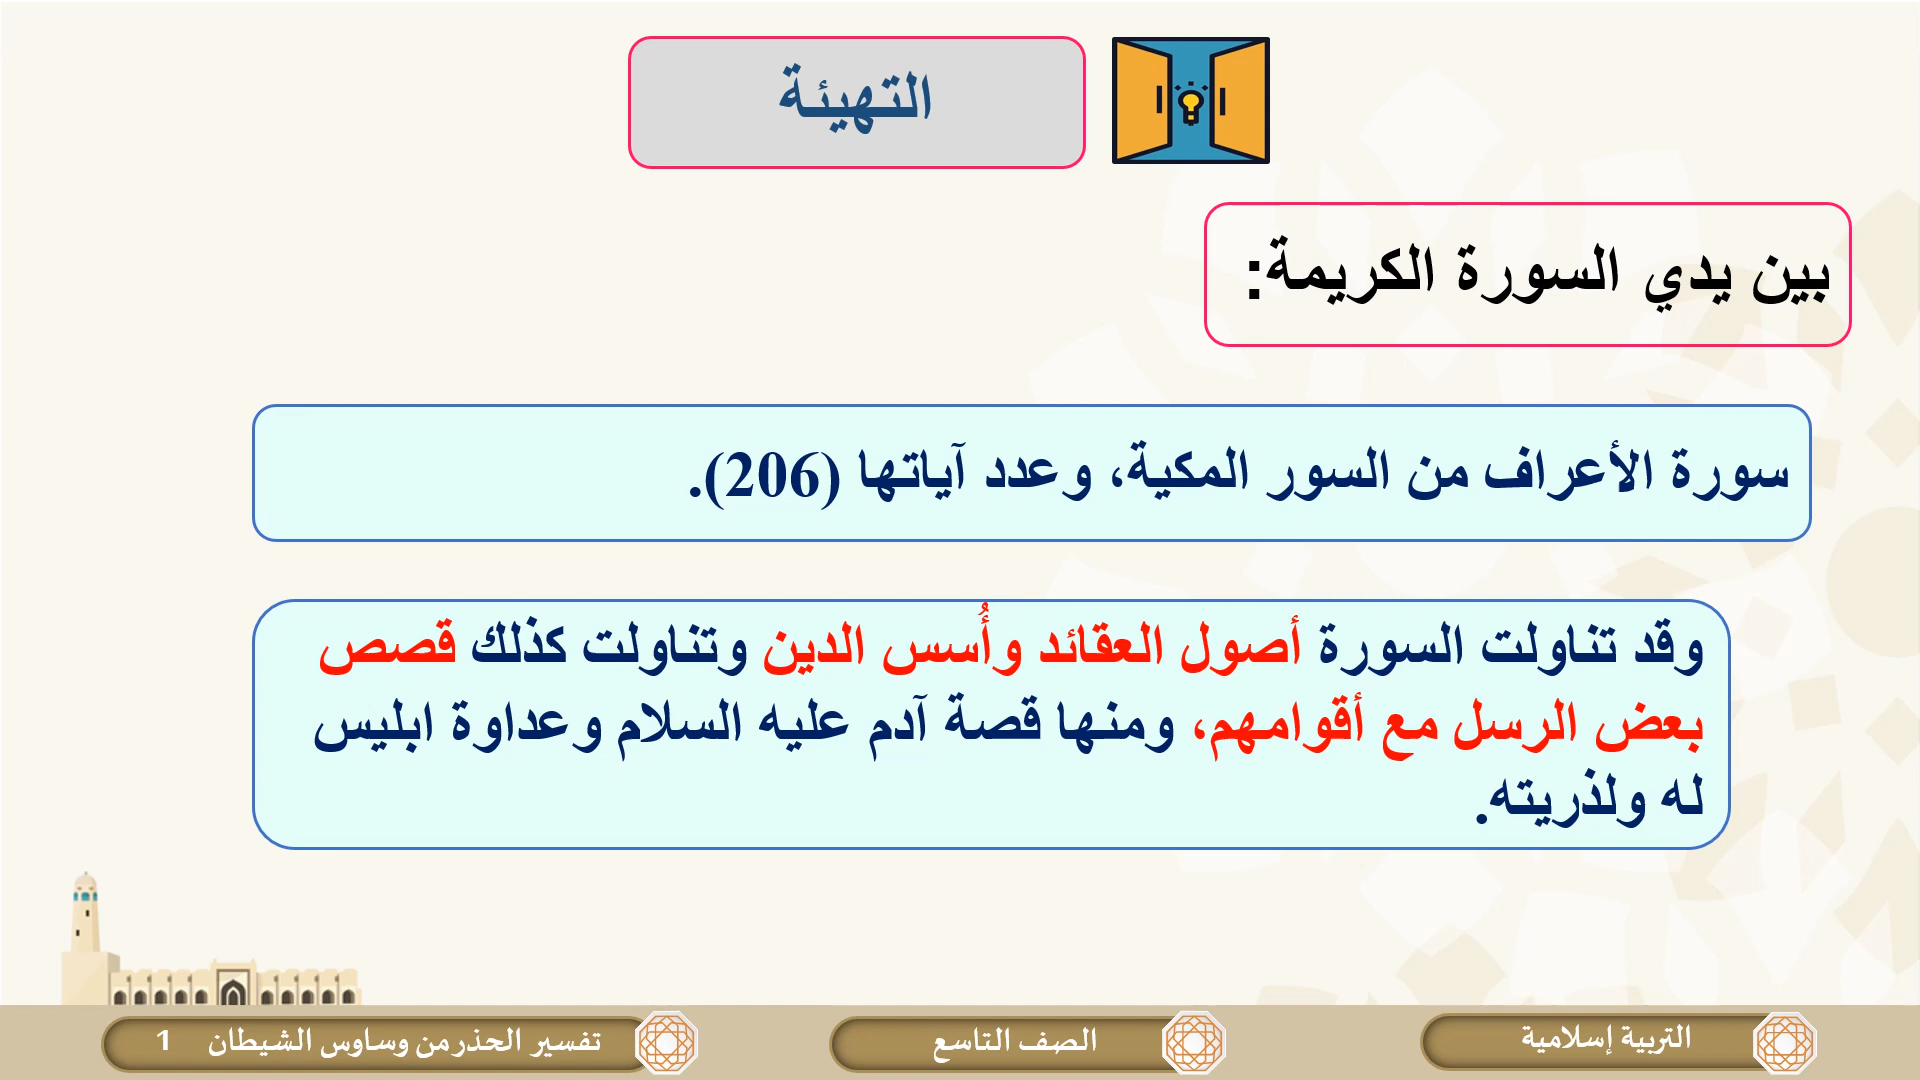 التهيئة
بين يدي السورة الكريمة:
سورة الأعراف من السور المكية، وعدد آياتها (206).
وقد تناولت السورة أصول العقائد وأُسس الدين وتناولت كذلك قصص
بعض الرسل مع أقوامهم، ومنها قصة آدم عليه السلام وعداوة ابليس
له ولذريته.
التربية إسلامية
الصف التاسع
تفسير الحذر من وساوس الشيطان 1